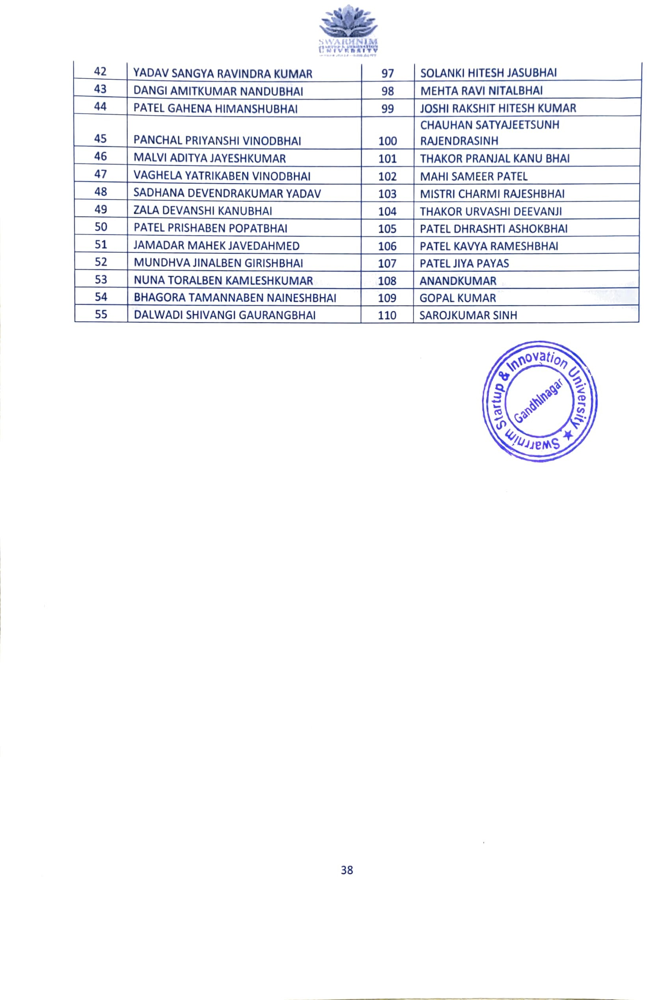 SWARRNIM
UNIVERSITY
42 YADAV SANGYA RAVINDRA KUMAR 97 SOLANKI HITESH JASUBHAI
43 DANGI AMITKUMAR NANDUBHAI 98 MEHTA RAVI NITALBHAI
44 PATEL GAHENA HIMANSHUBHAI 99 JOSHI RAKSHIT HITESH KUMAR
CHAUHAN SATYAJEETSUNH
45 PANCHAL PRIYANSHI VINODBHAI 100 RAJENDRASINH
46 MALVI ADITYA JAYESHKUMAR 101 THAKOR PRANJAL KANU BHAI
47 VAGHELA YATRIKABEN VINODBHAI 102 MAHI SAMEER PATEL
48 SADHANA DEVENDRAKUMAR YADAV 103 MISTRI CHARMI RAJESHBHAI
49 ZALA DEVANSHI KANUBHAI 104 THAKOR URVASHI DEEVANJI
50 PATEL PRISHABEN POPATBHAI 105 PATEL DHRASHTI ASHOKBHAI
51 JAMADAR MAHEK JAVEDAHMED 106 PATEL KAVYA RAMESHBHAI
52 MUNDHVA JINALBEN GIRISHBHAI 107 PATEL JIYA PAYAS
53 NUNA TORALBEN KAMLESHKUMAR 108 ANANDKUMAR
54 BHAGORA TAMANNABEN NAINESHBHAI 109 GOPAL KUMAR
55 DALWADI SHIVANGI GAURANGBHAI 110 SAROJKUMAR SINH
Swarrnim Startup & Innovation University ★
Gandhinagar
38